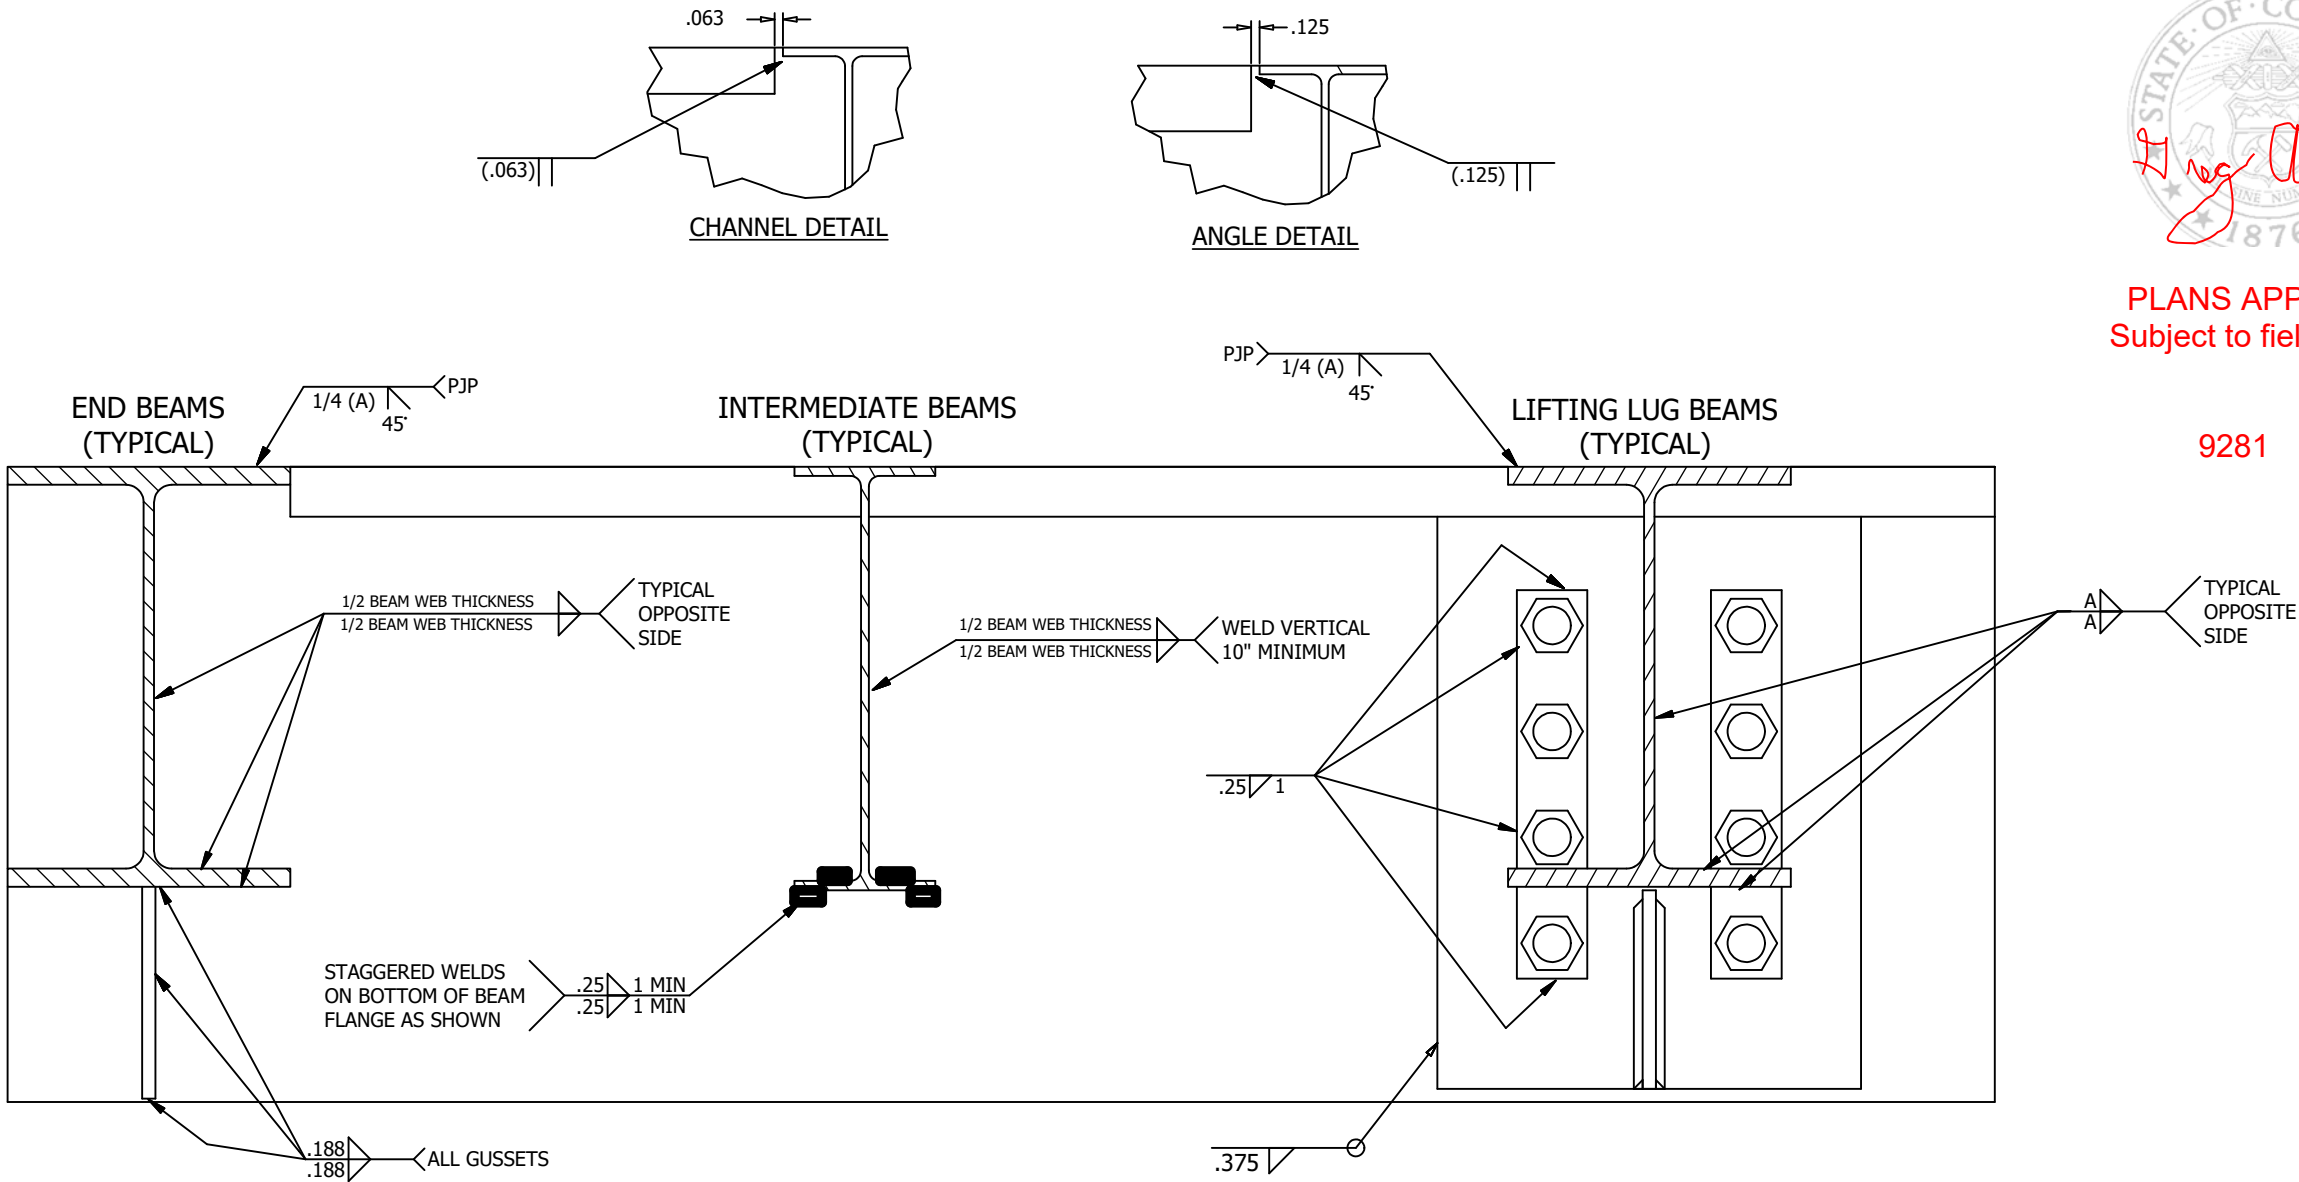 .063
.125
(.063)
(.125)
CHANNEL DETAIL
ANGLE DETAIL
STATE·OF·
1876
PLANS
Subject to
9281
1/4 (A)
45°
PJP
PJP
1/4 (A)
45°
END BEAMS
(TYPICAL)
INTERMEDIATE BEAMS
(TYPICAL)
LIFTING LUG BEAMS
(TYPICAL)
1/2 BEAM WEB THICKNESS
1/2 BEAM WEB THICKNESS
TYPICAL
OPPOSITE
SIDE
1/2 BEAM WEB THICKNESS
1/2 BEAM WEB THICKNESS
WELD VERTICAL
10" MINIMUM
A
A
TYPICAL
OPPOSITE
SIDE
.25 1
STAGGERED WELDS
ON BOTTOM OF BEAM
FLANGE AS SHOWN
.25 1 MIN
.25 1 MIN
.188
.188
ALL GUSSETS
.375